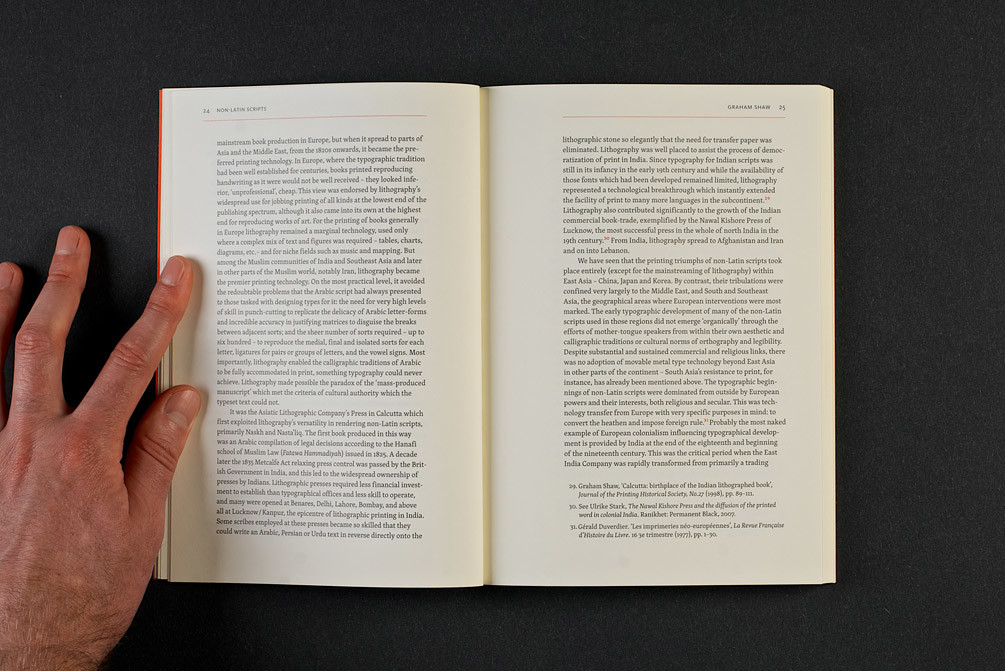 24 NON-LATIN SCRIPTS
mainstream book production in Europe, but when it spread to parts of
Asia and the Middle East, from the 1820s onwards, it became the pre-
ferred printing technology. In Europe, where the typographic tradition
had been well established for centuries, books printed reproducing
handwriting as it were would not be well received – they looked infe-
rior, 'unprofessional', cheap. This view was endorsed by lithography's
widespread use for jobbing printing of all kinds at the lowest end of the
publishing spectrum, although it also came into its own at the highest
end for reproducing works of art. For the printing of books generally
in Europe lithography remained a marginal technology, used only
where a complex mix of text and figures was required – tables, charts,
diagrams, etc.– and for niche fields such as music and mapping. But
among the Muslim communities of India and Southeast Asia and later
in other parts of the Muslim world, notably Iran, lithography became
the premier printing technology. On the most practical level, it avoided
the redoubtable problems that the Arabic script had always presented
to those tasked with designing types for it: the need for very high levels
of skill in punch-cutting to replicate the delicacy of Arabic letter-forms
and incredible accuracy in justifying matrices to disguise the breaks
between adjacent sorts; and the sheer number of sorts required – up to
six hundred – to reproduce the medial, final and isolated sorts for each
letter, ligatures for pairs or groups of letters, and the vowel signs. Most
importantly, lithography enabled the calligraphic traditions of Arabic
to be fully accommodated in print, something typography could never
achieve. Lithography made possible the paradox of the 'mass-produced
manuscript' which met the criteria of cultural authority which the
typeset text could not.
It was the Asiatic Lithographic Company's Press in Calcutta which
first exploited lithography's versatility in rendering non-Latin scripts,
primarily Naskh and Nasta'liq. The first book produced in this way
was an Arabic compilation of legal decisions according to the Hanafi
school of Muslim Law (Fatawa Hammadiyah) issued in 1825. A decade
later the 1835 Metcalfe Act relaxing press control was passed by the Brit-
ish Government in India, and this led to the widespread ownership of
presses by Indians. Lithographic presses required less financial invest-
ment to establish than typographical offices and less skill to operate,
and many were opened at Benares, Delhi, Lahore, Bombay, and above
all at Lucknow/Kanpur, the epicentre of lithographic printing in India.
Some scribes employed at these presses became so skilled that they
could write an Arabic, Persian or Urdu text in reverse directly onto the
GRAHAM SHAW 25
lithographic stone so elegantly that the need for transfer paper was
eliminated. Lithography was well placed to assist the process of democ-
ratization of print in India. Since typography for Indian scripts was
still in its infancy in the early 19th century and while the availability of
those fonts which had been developed remained limited, lithography
represented a technological breakthrough which instantly extended
the facility of print to many more languages in the subcontinent.29
Lithography also contributed significantly to the growth of the Indian
commercial book-trade, exemplified by the Nawal Kishore Press of
Lucknow, the most successful press in the whole of north India in the
19th century.30 From India, lithography spread to Afghanistan and Iran
and on into Lebanon.
We have seen that the printing triumphs of non-Latin scripts took
place entirely (except for the mainstreaming of lithography) within
East Asia – China, Japan and Korea. By contrast, their tribulations were
confined very largely to the Middle East, and South and Southeast
Asia, the geographical areas where European interventions were most
marked. The early typographic development of many of the non-Latin
scripts used in those regions did not emerge 'organically' through the
efforts of mother-tongue speakers from within their own aesthetic and
calligraphic traditions or cultural norms of orthography and legibility.
Despite substantial and sustained commercial and religious links, there
was no adoption of movable metal type technology beyond East Asia
in other parts of the continent – South Asia's resistance to print, for
instance, has already been mentioned above. The typographic begin-
nings of non-Latin scripts were dominated from outside by European
powers and their interests, both religious and secular. This was tech-
nology transfer from Europe with very specific purposes in mind: to
convert the heathen and impose foreign rule.31 Probably the most naked
example of European colonialism influencing typographical develop-
ment is provided by India at the end of the eighteenth and beginning
of the nineteenth century. This was the critical period when the East
India Company was rapidly transformed from primarily a trading
29. Graham Shaw, 'Calcutta: birthplace of the Indian lithographed book',
Journal of the Printing Historical Society, No.27 (1998), pp. 89-111.
30. See Ulrike Stark, The Nawal Kishore Press and the diffusion of the printed
word in colonial India. Ranikhet: Permanent Black, 2007.
31. Gérald Duverdier. 'Les imprimeries néo-européennes', La Revue Française
d'Histoire du Livre. 16 3e trimestre (1977), pp. 1-30.